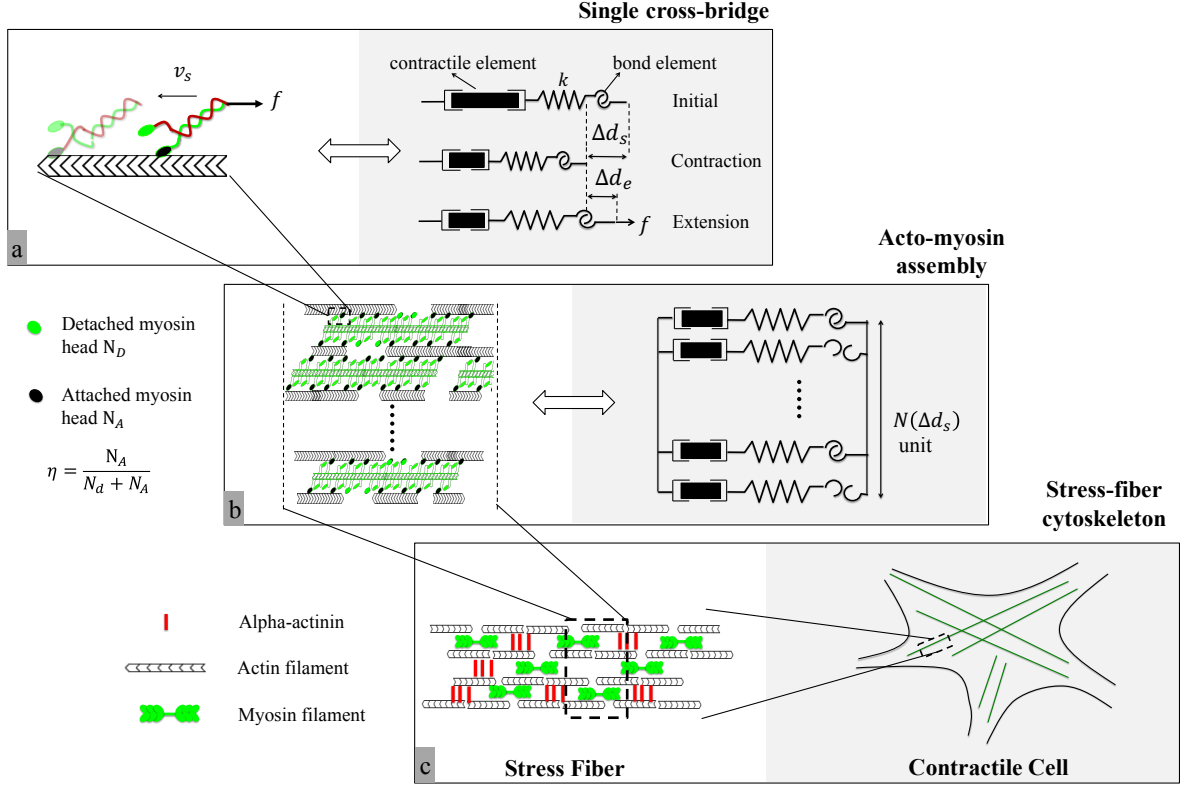 Single cross-bridge
contractile element
bond element
k
v_s
f
Initial
Δd_s
Contraction
Δd_e
f
Extension
a
Acto-myosin
assembly
Detached myosin
head N_D
Attached myosin
head N_A
η = N_A / (N_d + N_A)
N(Δd_s)
unit
b
Stress-fiber
cytoskeleton
Alpha-actinin
Actin filament
Myosin filament
c
Stress Fiber
Contractile Cell